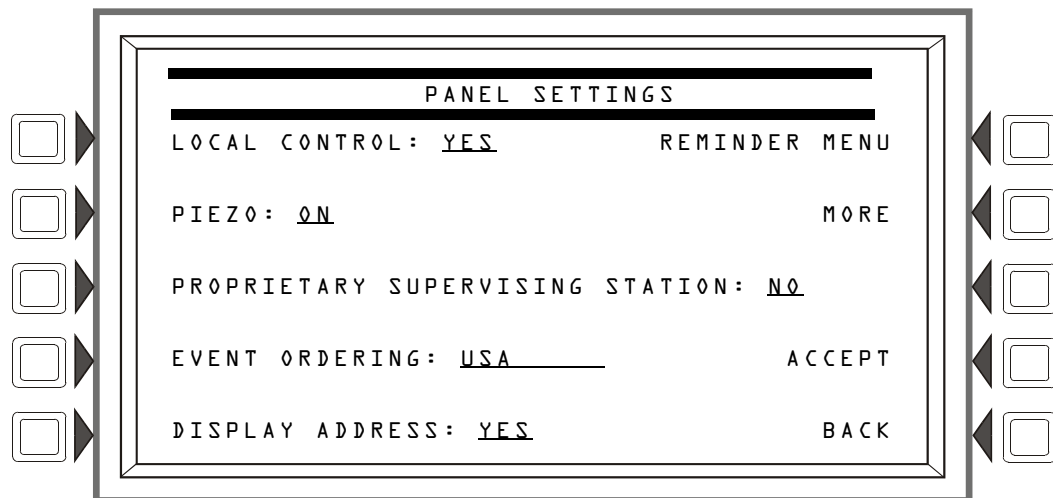 PANEL SETTINGS
LOCAL CONTROL: YES REMINDER MENU
PIEZO: ON MORE
PROPRIETARY SUPERVISING STATION: NO
EVENT ORDERING: USA ACCEPT
DISPLAY ADDRESS: YES BACK